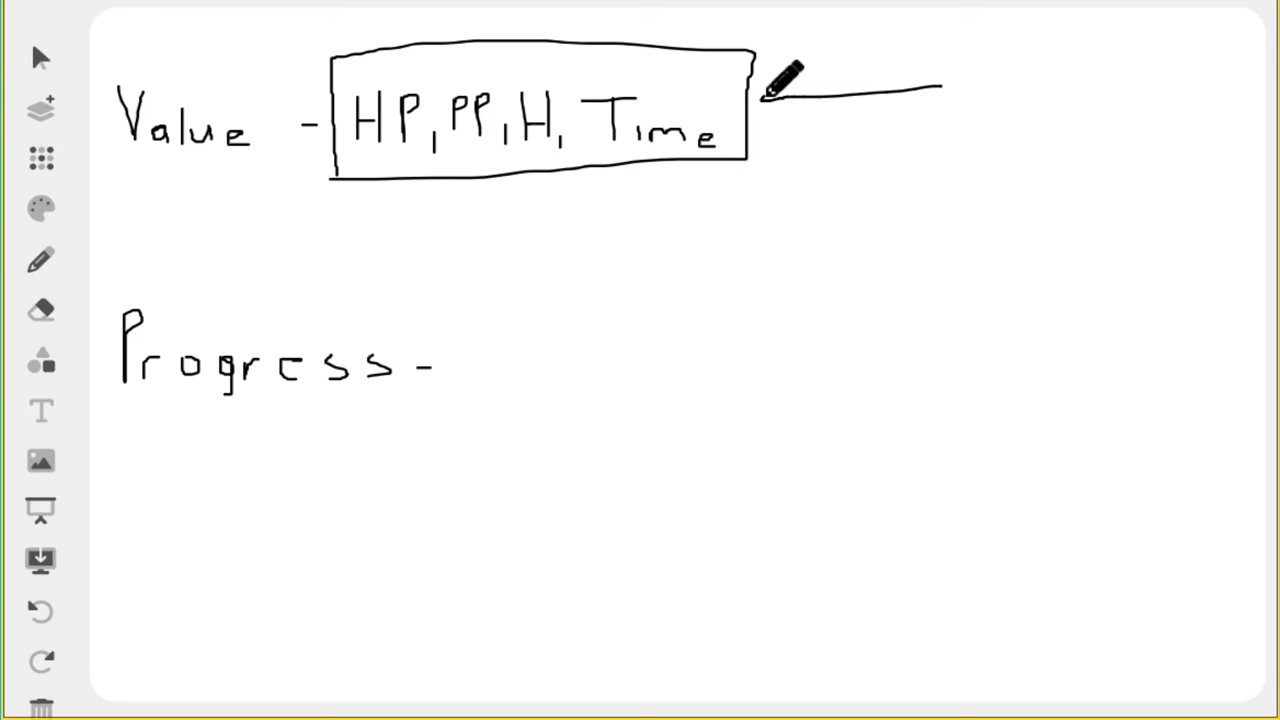 Value - HP, PP, H, Time
Progress -